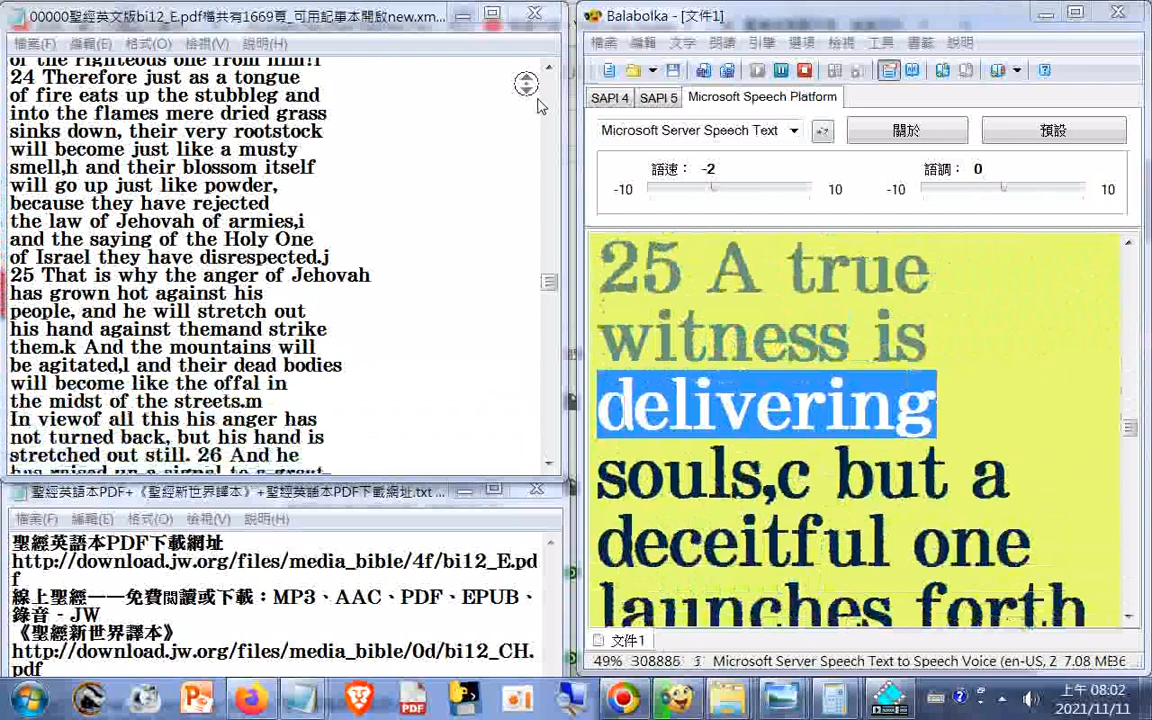 00000聖經英文版bi12_E.pdf檔共有1669頁_可用記事本開啟new.xm...
檔案(F) 編輯(E) 格式(O) 檢視(V) 說明(H)
of the righteous one from him!f
24 Therefore just as a tongue
of fire eats up the stubbleg and
into the flames mere dried grass
sinks down, their very rootstock
will become just like a musty
smell,h and their blossom itself
will go up just like powder,
because they have rejected
the law of Jehovah of armies,i
and the saying of the Holy One
of Israel they have disrespected.j
25 That is why the anger of Jehovah
has grown hot against his
people, and he will stretch out
his hand against themand strike
them.k And the mountains will
be agitated,l and their dead bodies
will become like the offal in
the midst of the streets.m
In viewof all this his anger has
not turned back, but his hand is
stretched out still. 26 And he
has raised up a signal to a great
聖經英語本PDF+《聖經新世界譯本》+聖經英語本PDF下載網址.txt ...
檔案(F) 編輯(E) 格式(O) 檢視(V) 說明(H)
聖經英語本PDF下載網址
http://download.jw.org/files/media_bible/4f/bi12_E.pd
f
線上聖經──免費閱讀或下載：MP3、AAC、PDF、EPUB、
錄音 - JW
《聖經新世界譯本》
http://download.jw.org/files/media_bible/0d/bi12_CH.
pdf
Balabolka - [文件1]
檔案 編輯 文字 朗讀 引擎 選項 檢視 工具 書籤 說明
SAPI 4 SAPI 5 Microsoft Speech Platform
Microsoft Server Speech Text 關於 預設
語速： -2 語調： 0
-10 10 -10 10
25 A true
witness is
delivering
souls,c but a
deceitful one
launches forth
文件1
49% 308885 Microsoft Server Speech Text to Speech Voice (en-US, 7.08 MB
上午 08:02
2021/11/11